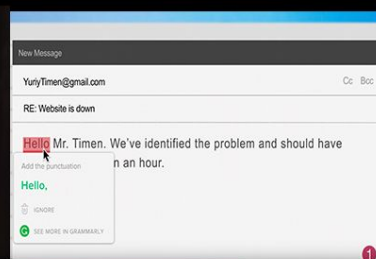 New Message
YuriyTimen@gmail.com Cc Bcc
RE: Website is down
Hello Mr. Timen. We've identified the problem and should have
n an hour.
Add the punctuation
Hello,
IGNORE
SEE MORE IN GRAMMARLY
1